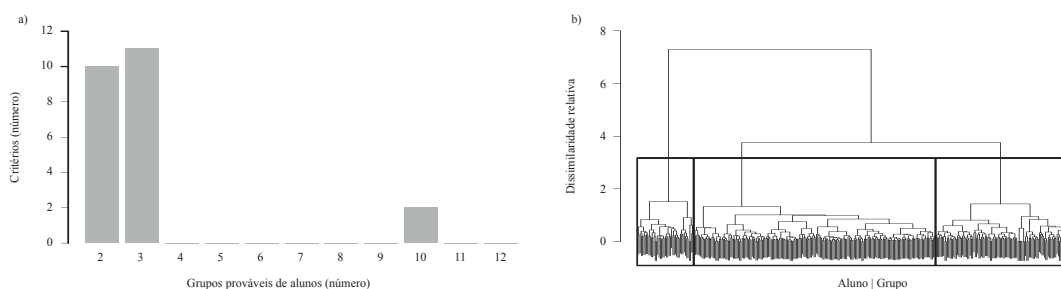 a)
12
10
8
6
4
2
0
Critérios (número)
2 3 4 5 6 7 8 9 10 11 12
Grupos prováveis de alunos (número)
b)
8
6
4
2
0
Dissimilaridade relativa
Aluno | Grupo